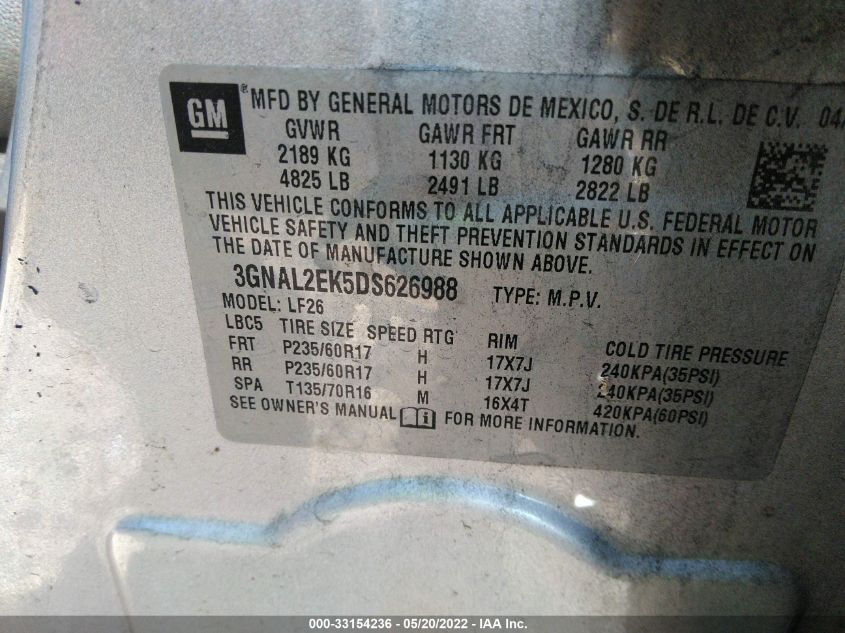 GM
® MFD BY GENERAL MOTORS DE MEXICO, S. DE R.L. DE C.V. 04/
GVWR GAWR FRT GAWR RR
2189 KG 1130 KG 1280 KG
4825 LB 2491 LB 2822 LB
THIS VEHICLE CONFORMS TO ALL APPLICABLE U.S. FEDERAL MOTOR
VEHICLE SAFETY AND THEFT PREVENTION STANDARDS IN EFFECT ON
THE DATE OF MANUFACTURE SHOWN ABOVE.
3GNAL2EK5DS626988 TYPE: M.P.V.
MODEL: LF26
LBC5 TIRE SIZE SPEED RTG RIM COLD TIRE PRESSURE
FRT P235/60R17 H 17X7J 240KPA(35PSI)
RR P235/60R17 H 17X7J 240KPA(35PSI)
SPA T135/70R16 M 16X4T 420KPA(60PSI)
SEE OWNER'S MANUAL FOR MORE INFORMATION.
000-33154236 - 05/20/2022 - IAA Inc.